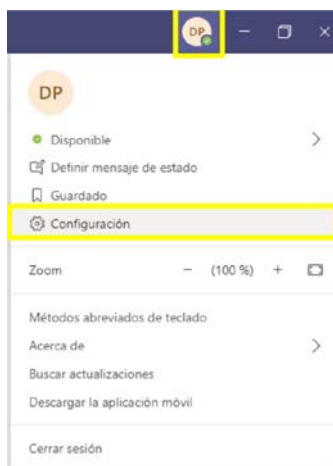 DP
DP
Disponible
Definir mensaje de estado
Guardado
Configuración
Zoom - (100 %) +
Métodos abreviados de teclado
Acerca de
Buscar actualizaciones
Descargar la aplicación móvil
Cerrar sesión